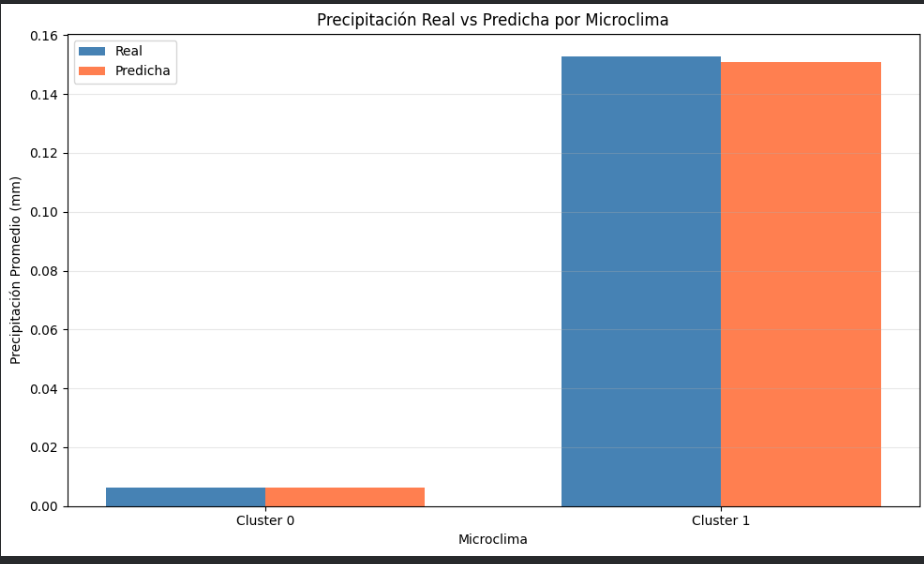 Precipitación Real vs Predicha por Microclima
Real
Predicha
Precipitación Promedio (mm)
0.16
0.14
0.12
0.10
0.08
0.06
0.04
0.02
0.00
Cluster 0
Cluster 1
Microclima